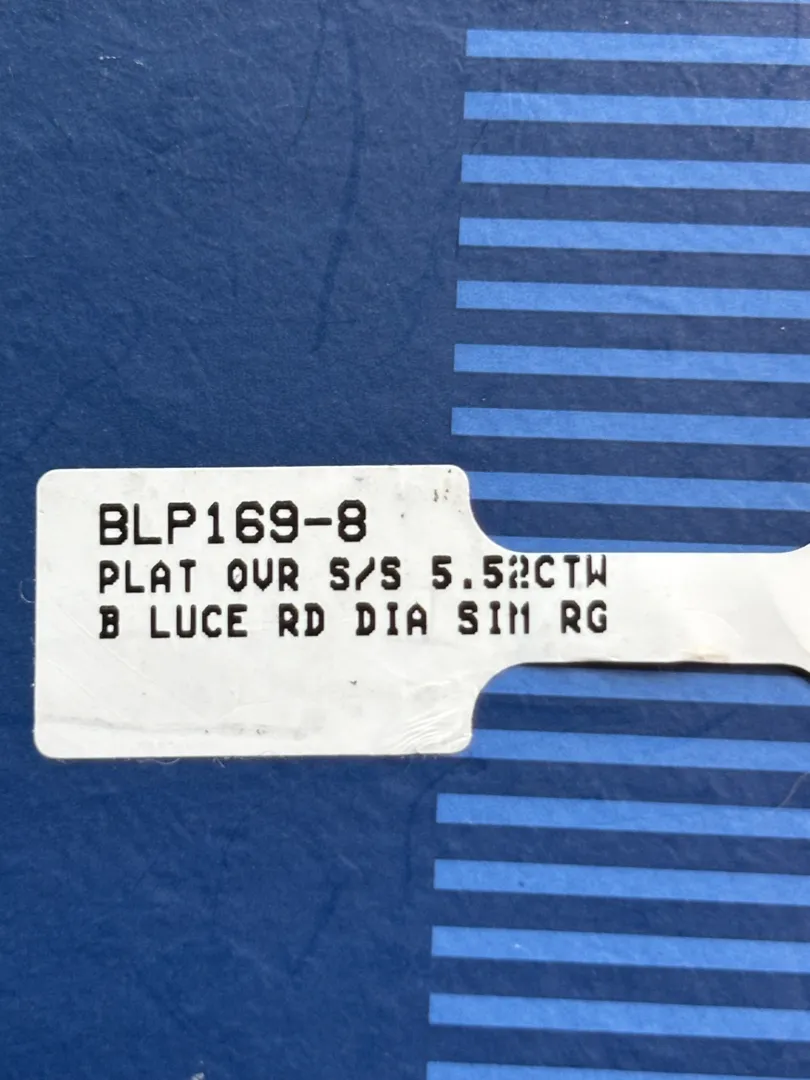 BLP169-8
PLAT OVR S/S 5.52CTW
B LUCE RD DIA SIM RG